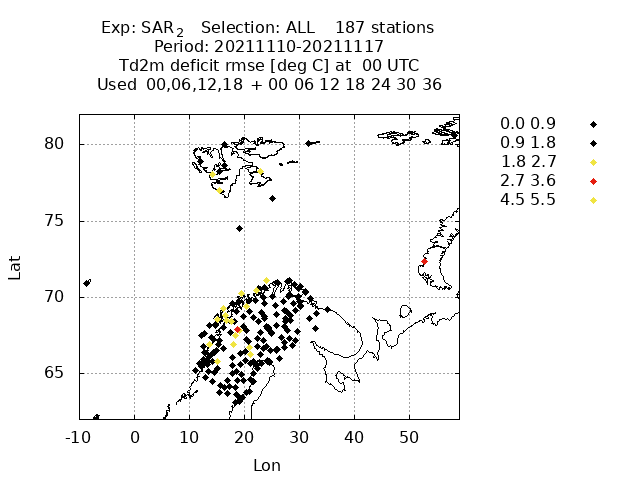 Exp: SAR2 Selection: ALL 187 stations
Period: 20211110-20211117
Td2m deficit rmse [deg C] at 00 UTC
Used 00,06,12,18 + 00 06 12 18 24 30 36
0.0 0.9
0.9 1.8
1.8 2.7
2.7 3.6
4.5 5.5
80
75
70
65
Lat
-10 0 10 20 30 40 50
Lon